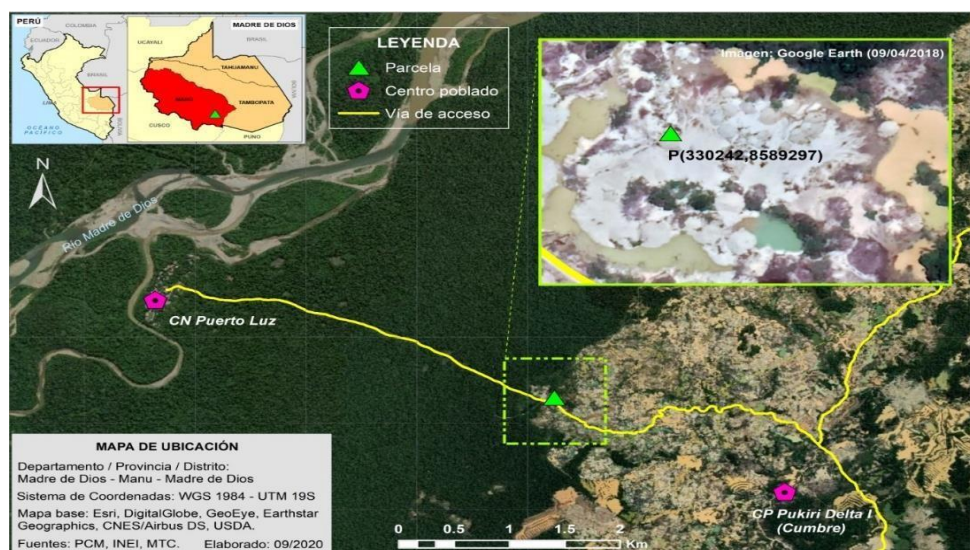 PERÚ
COLOMBIA
ECUADOR
BRASIL
LIMA
OCÉANO
PACÍFICO
MADRE DE DIOS
UCAYALI
BRASIL
TAHUAMANU
MANU
TAMBOPATA
CUSCO
PUNO
LEYENDA
Parcela
Centro poblado
Vía de acceso
Imagen: Google Earth (09/04/2018)
P(330242,8589297)
N
Río Madre de Dios
CN Puerto Luz
CP Pukiri Delta I
(Cumbre)
MAPA DE UBICACIÓN
Departamento / Provincia / Distrito:
Madre de Dios - Manu - Madre de Dios
Sistema de Coordenadas: WGS 1984 - UTM 19S
Mapa base: Esri, DigitalGlobe, GeoEye, Earthstar
Geographics, CNES/Airbus DS, USDA.
Fuentes: PCM, INEI, MTC. Elaborado: 09/2020
0 1 2
Km